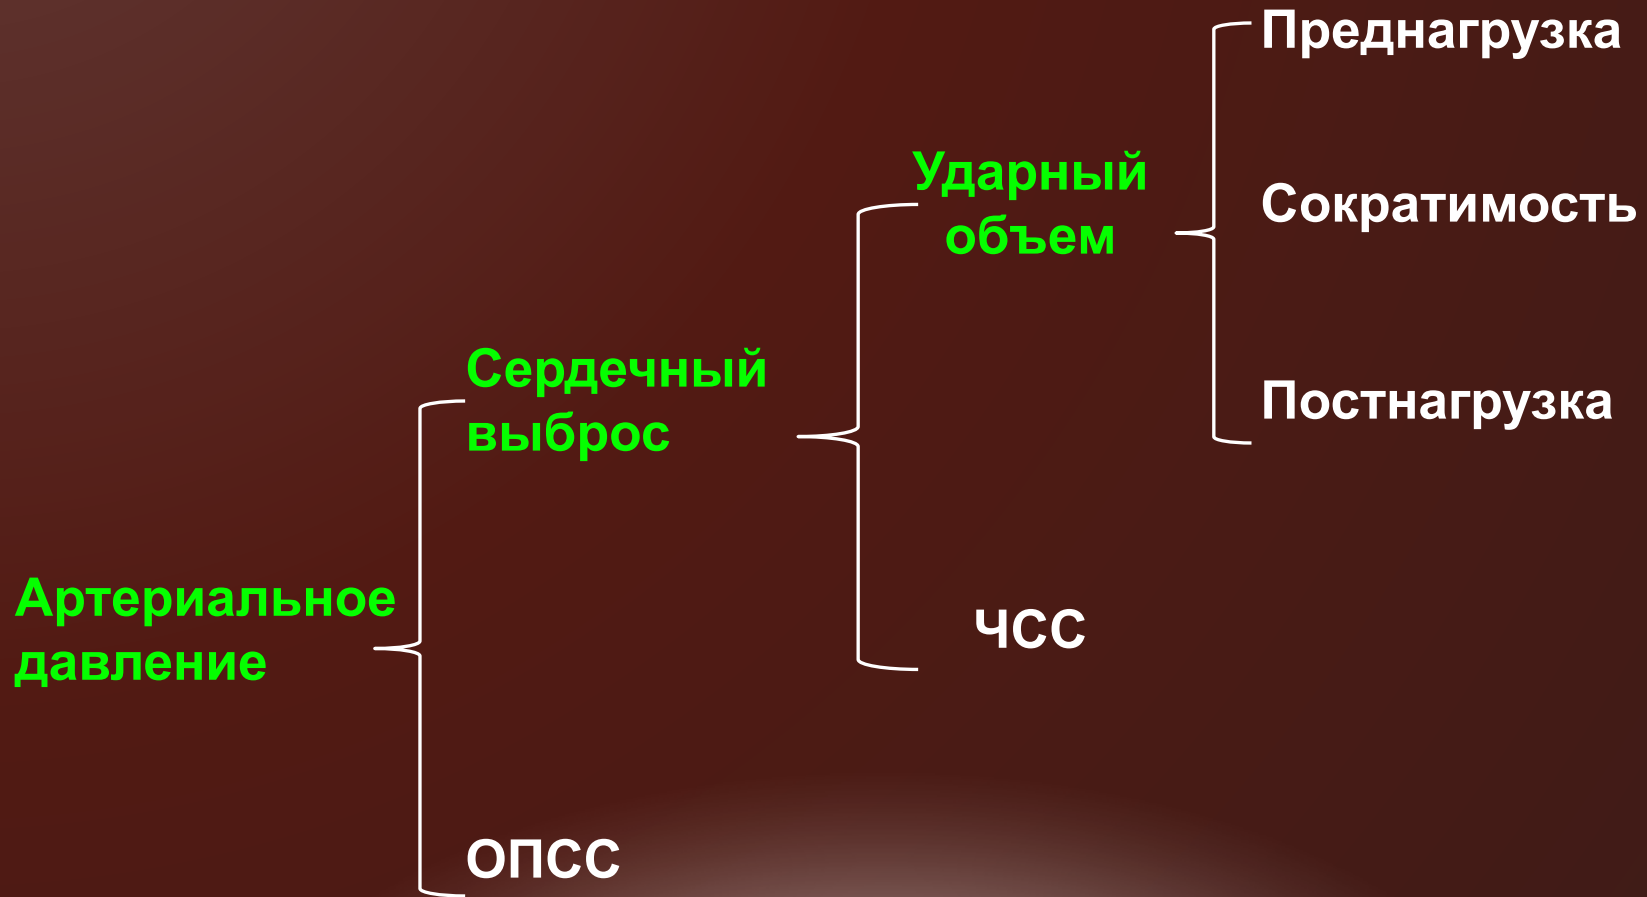 Преднагрузка
Ударный
объем
Сократимость
Сердечный
выброс
Постнагрузка
Артериальное
давление
ЧСС
ОПСС